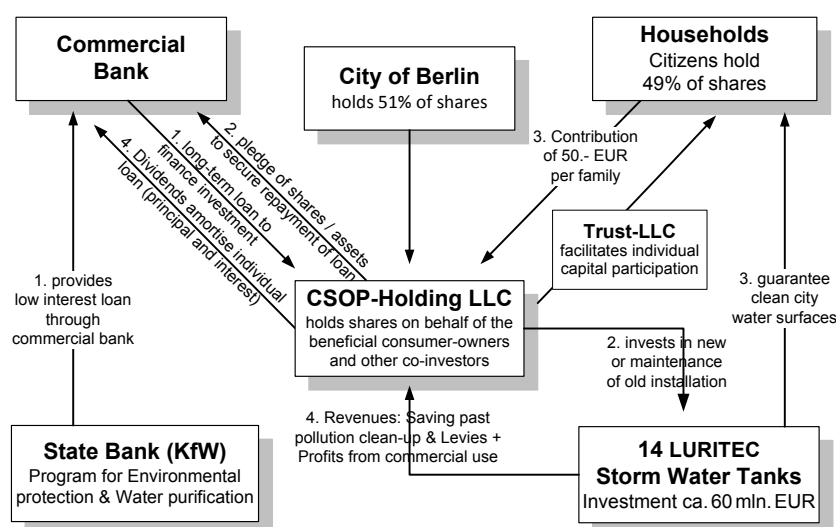 Commercial
Bank
City of Berlin
holds 51% of shares
Households
Citizens hold
49% of shares
2. pledge of shares / assets
to secure repayment of loan
1. long-term loan to
finance investment
4. Dividends amortise individual
loan (principal and interest)
3. Contribution
of 50.- EUR
per family
Trust-LLC
facilitates individual
capital participation
1. provides
low interest loan
through
commercial bank
CSOP-Holding LLC
holds shares on behalf of the
beneficial consumer-owners
and other co-investors
3. guarantee
clean city
water surfaces
2. invests in new
or maintenance
of old installation
4. Revenues: Saving past
pollution clean-up & Levies +
Profits from commercial use
State Bank (KfW)
Program for Environmental
protection & Water purification
14 LURITEC
Storm Water Tanks
Investment ca. 60 mln. EUR